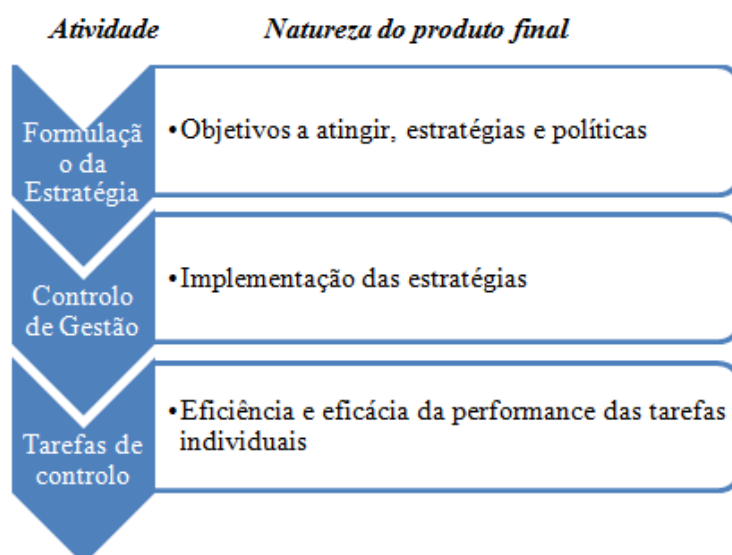 Atividade Natureza do produto final
Formulaçã
o da
Estratégia
•Objetivos a atingir, estratégias e políticas
Controlo
de Gestão
•Implementação das estratégias
Tarefas de
controlo
•Eficiência e eficácia da performance das tarefas
individuais